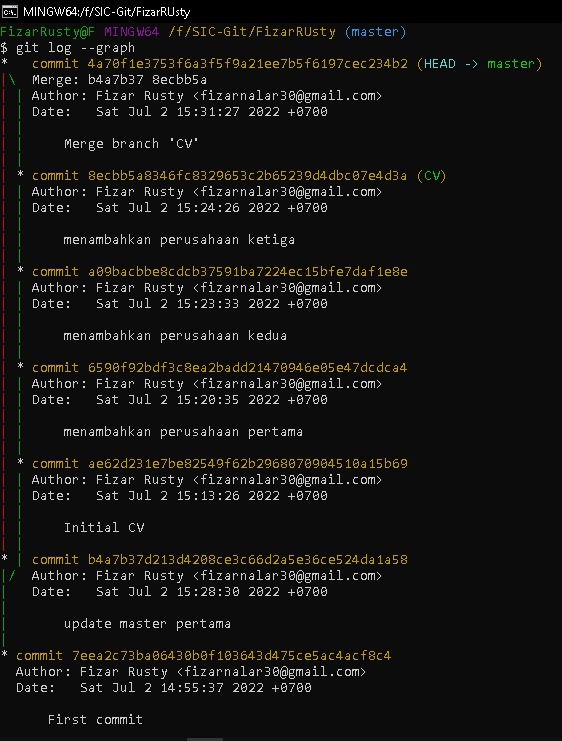 MINGW64:/f/SIC-Git/FizarRUsty
FizarRusty@F MINGW64 /f/SIC-Git/FizarRUsty (master)
$ git log --graph
*   commit 4a70f1e3753f6a3f5f9a21ee7b5f6197cec234b2 (HEAD -> master)
|\  Merge: b4a7b37 8ecbb5a
| | Author: Fizar Rusty <fizarnalar30@gmail.com>
| | Date:   Sat Jul 2 15:31:27 2022 +0700
| |
| |     Merge branch 'CV'
| |
| * commit 8ecbb5a8346fc8329653c2b65239d4dbc07e4d3a (CV)
| | Author: Fizar Rusty <fizarnalar30@gmail.com>
| | Date:   Sat Jul 2 15:24:26 2022 +0700
| |
| |     menambahkan perusahaan ketiga
| |
| * commit a09bacbbe8cdcb37591ba7224ec15bfe7daf1e8e
| | Author: Fizar Rusty <fizarnalar30@gmail.com>
| | Date:   Sat Jul 2 15:23:33 2022 +0700
| |
| |     menambahkan perusahaan kedua
| |
| * commit 6590f92bdf3c8ea2badd21470946e05e47dcdca4
| | Author: Fizar Rusty <fizarnalar30@gmail.com>
| | Date:   Sat Jul 2 15:20:35 2022 +0700
| |
| |     menambahkan perusahaan pertama
| |
| * commit ae62d231e7be82549f62b2968070904510a15b69
| | Author: Fizar Rusty <fizarnalar30@gmail.com>
| | Date:   Sat Jul 2 15:13:26 2022 +0700
| |
| |     Initial CV
| |
* | commit b4a7b37d213d4208ce3c66d2a5e36ce524da1a58
|/  Author: Fizar Rusty <fizarnalar30@gmail.com>
|   Date:   Sat Jul 2 15:28:30 2022 +0700
|
|       update master pertama
|
* commit 7eea2c73ba06430b0f103643d475ce5ac4acf8c4
  Author: Fizar Rusty <fizarnalar30@gmail.com>
  Date:   Sat Jul 2 14:55:37 2022 +0700

      First commit